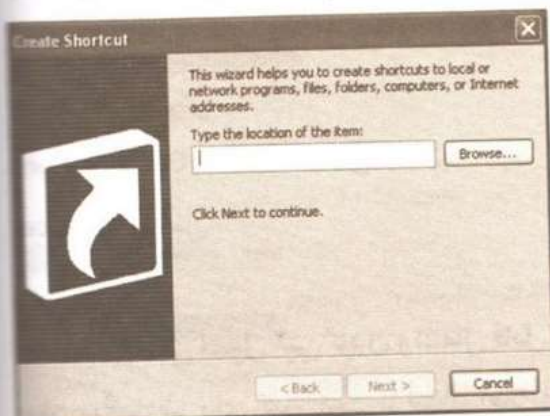 Create Shortcut
This wizard helps you to create shortcuts to local or
network programs, files, folders, computers, or Internet
addresses.
Type the location of the item:
Browse...
Click Next to continue.
< Back
Next >
Cancel